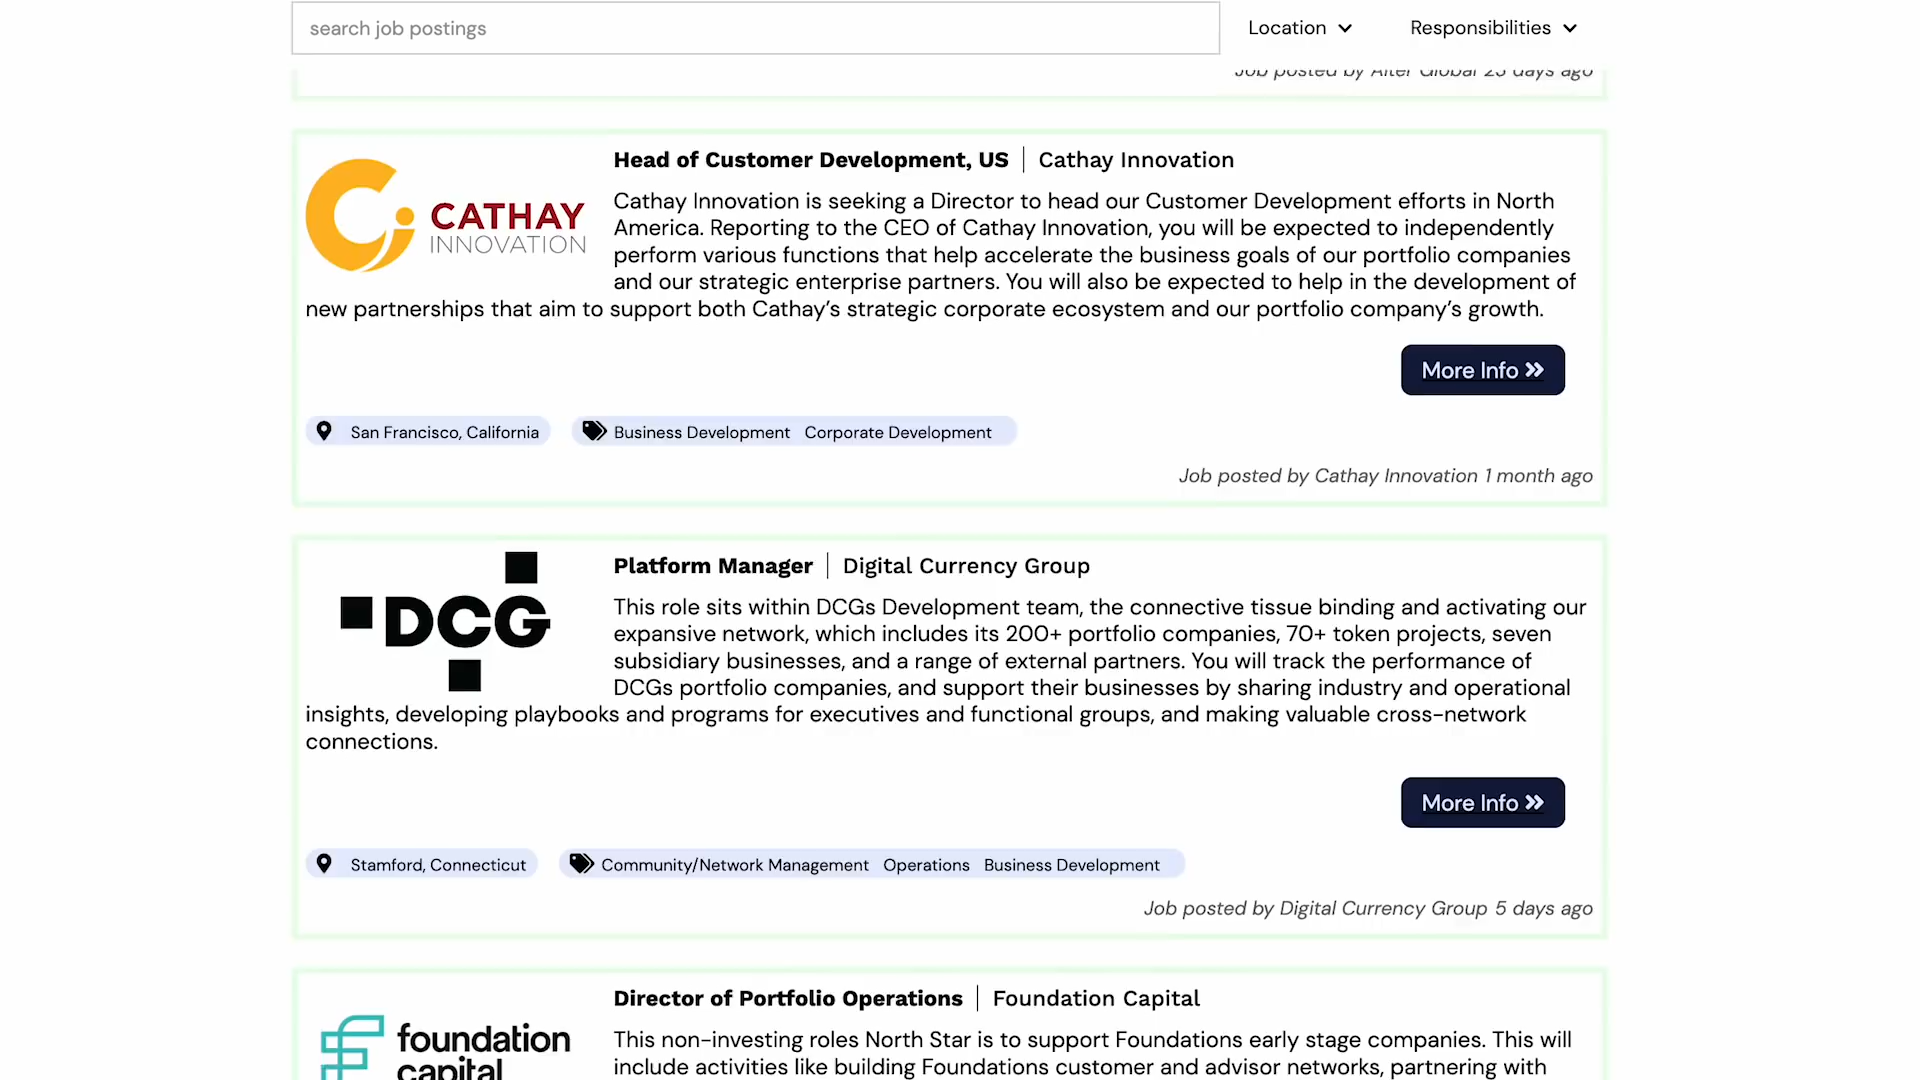 search job postings
Location
Responsibilities
Job posted by Alter Global 23 days ago
CATHAY
INNOVATION
Head of Customer Development, US | Cathay Innovation
Cathay Innovation is seeking a Director to head our Customer Development efforts in North
America. Reporting to the CEO of Cathay Innovation, you will be expected to independently
perform various functions that help accelerate the business goals of our portfolio companies
and our strategic enterprise partners. You will also be expected to help in the development of
new partnerships that aim to support both Cathay’s strategic corporate ecosystem and our portfolio company’s growth.
More Info »
San Francisco, California
Business Development Corporate Development
Job posted by Cathay Innovation 1 month ago
DCG
Platform Manager | Digital Currency Group
This role sits within DCGs Development team, the connective tissue binding and activating our
expansive network, which includes its 200+ portfolio companies, 70+ token projects, seven
subsidiary businesses, and a range of external partners. You will track the performance of
DCGs portfolio companies, and support their businesses by sharing industry and operational
insights, developing playbooks and programs for executives and functional groups, and making valuable cross-network
connections.
More Info »
Stamford, Connecticut
Community/Network Management Operations Business Development
Job posted by Digital Currency Group 5 days ago
foundation
capital
Director of Portfolio Operations | Foundation Capital
This non-investing roles North Star is to support Foundations early stage companies. This will
include activities like building Foundations customer and advisor networks, partnering with